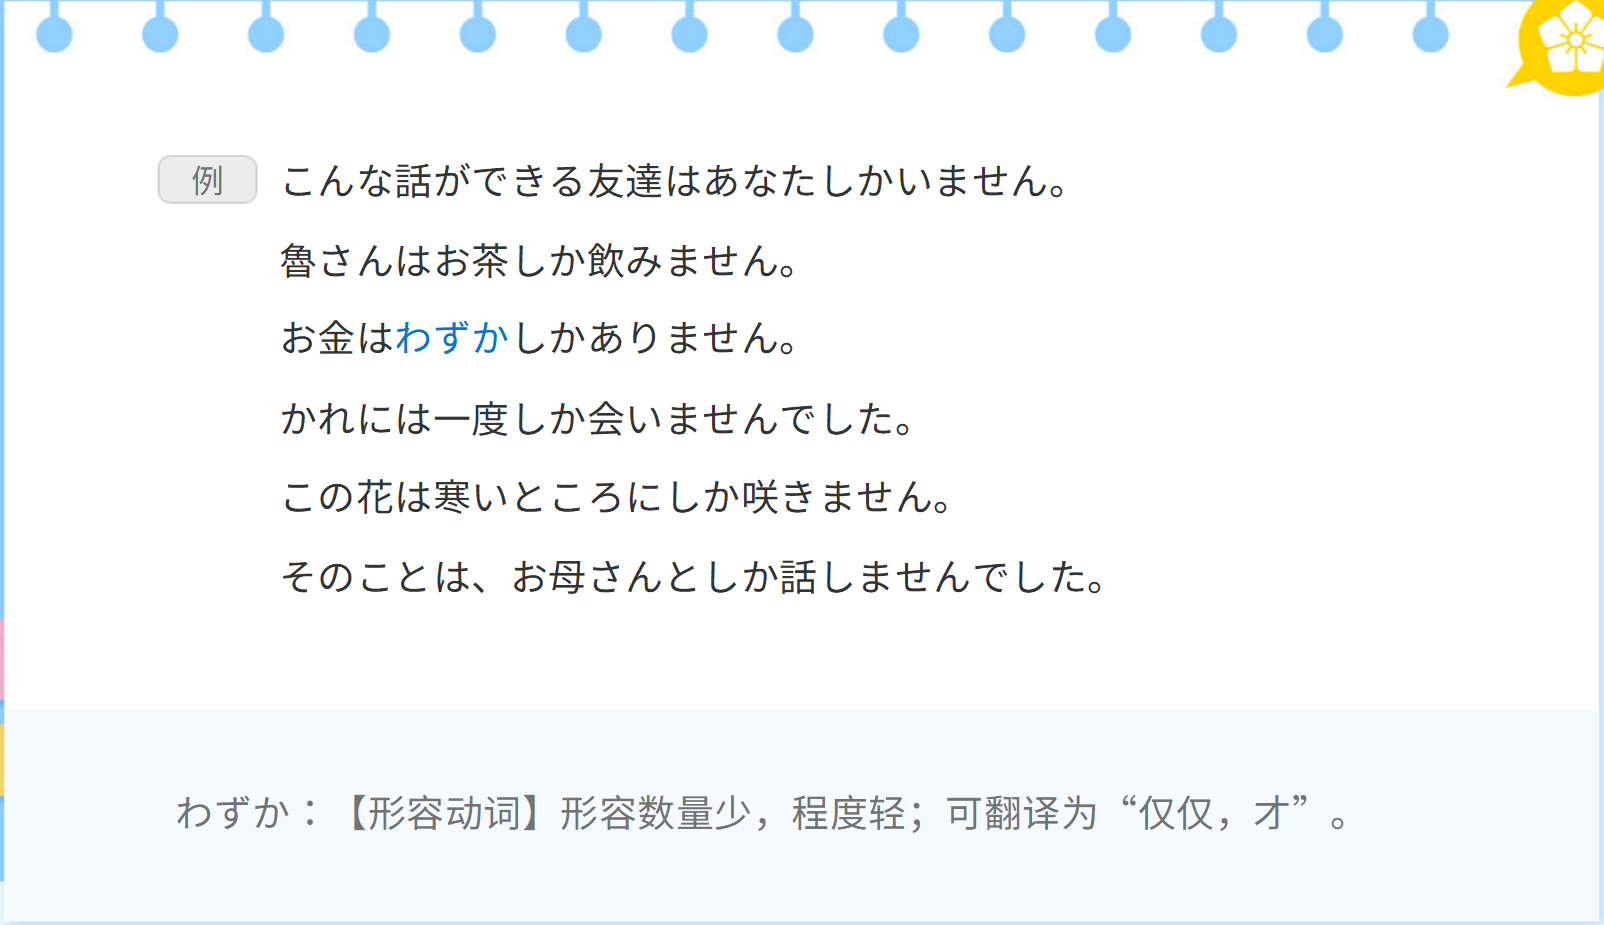 例 こんな話ができる友達はあなたしかいません。
魯さんはお茶しか飲みません。
お金はわずかしかありません。
かれには一度しか会いませんでした。
この花は寒いところにしか咲きません。
そのことは、お母さんとしか話しませんでした。
わずか：【形容动词】形容数量少，程度轻；可翻译为“仅仅，才”。